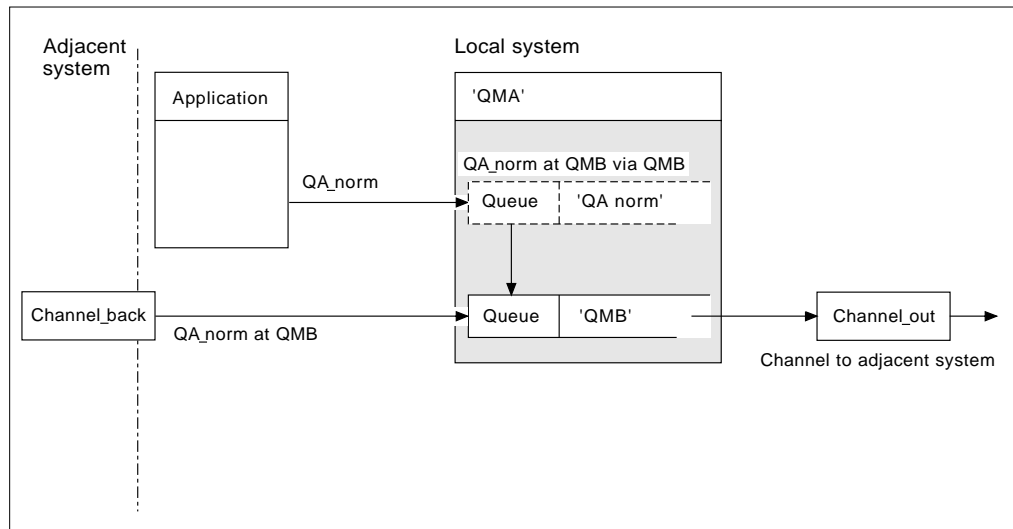 Adjacent
system
Local system
Application
'QMA'
QA_norm at QMB via QMB
QA_norm
Queue
'QA norm'
Channel_back
QA_norm at QMB
Queue
'QMB'
Channel_out
Channel to adjacent system